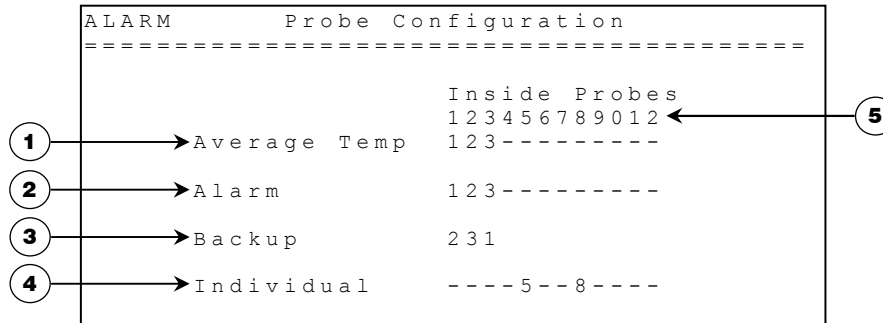 ALARM Probe Configuration
========================================
Inside Probes
123456789012 5
1 Average Temp 123---------
2 Alarm 123---------
3 Backup 231
4 Individual ----5--8----